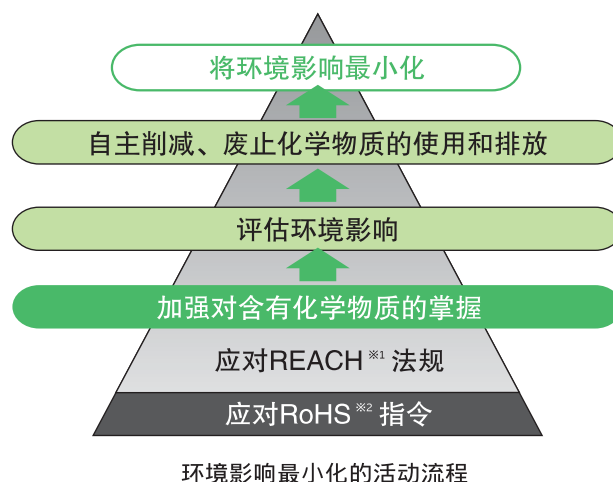 将环境影响最小化
自主削减、废止化学物质的使用和排放
评估环境影响
加强对含有化学物质的掌握
应对REACH※1 法规
应对RoHS※2 指令
环境影响最小化的活动流程